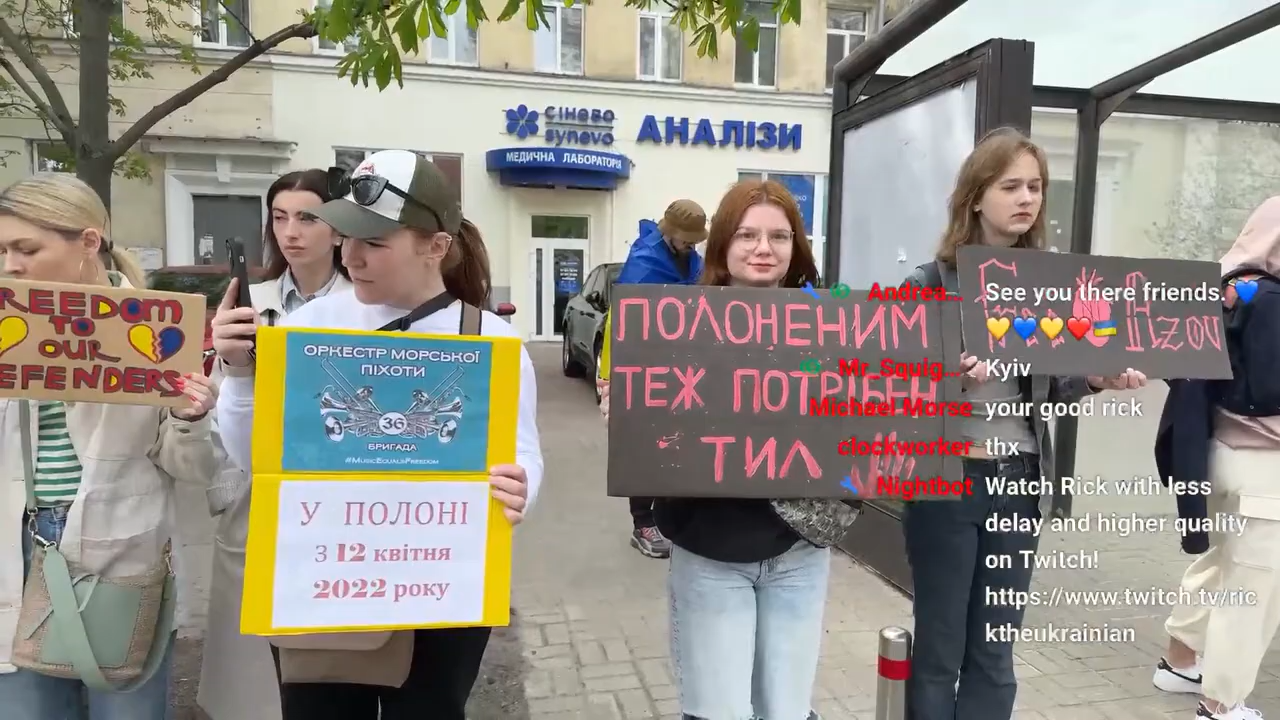 сінево
synevo
АНАЛІЗИ
МЕДИЧНА ЛАБОРАТОРІЯ
FREEDOM
TO
OUR
DEFENDERS
ОРКЕСТР МОРСЬКОЇ
ПІХОТИ
36
БРИГАДА
#MusicEqualsFreedom
У ПОЛОНІ
З 12 квітня
2022 року
ПОЛОНЕНИМ
ТЕЖ ПОТРІБЕН
ТИЛ
Azov
Andrea... See you there friends. 💙
💛💙💛❤️🇺🇦
Mr_Squig... Kyiv
Michael Morse your good rick
clockworker thx
Nightbot Watch Rick with less
delay and higher quality
on Twitch!
https://www.twitch.tv/ric
ktheukrainian